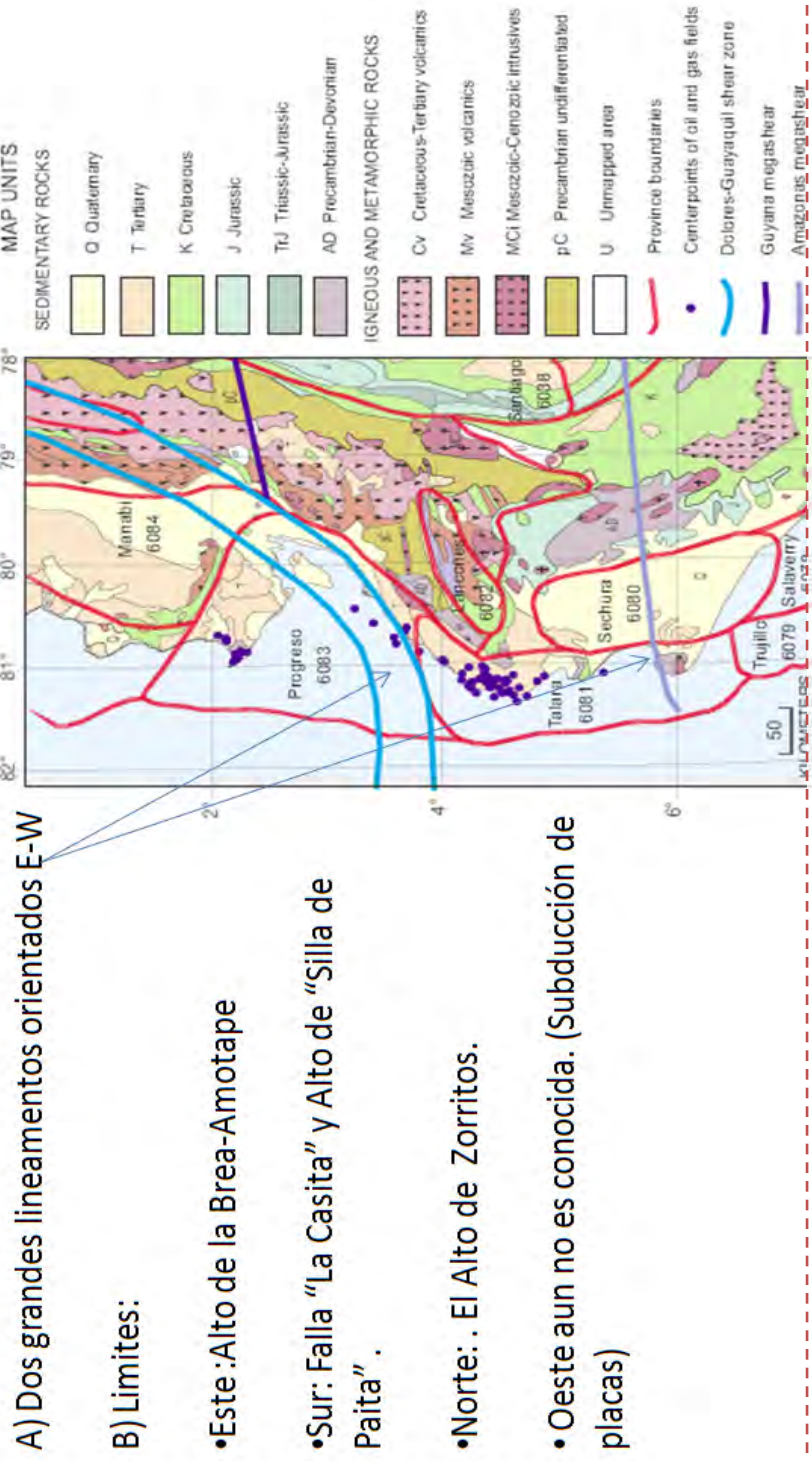 A) Dos grandes lineamentos orientados E-W
B) Limites:
•Este :Alto de la Brea-Amotape
•Sur: Falla “La Casita” y Alto de “Silla de
Paita” .
•Norte: . El Alto de Zorritos.
• Oeste aun no es conocida. (Subducción de
placas)
82°
81°
80°
79°
78°
2°
4°
6°
Manabi
6084
Progreso
6083
Lancones
6082
Santiago
6038
Talara
6081
Sechura
6080
Trujillo
6079
Salaverry
50
KILOMETERS
pC
K
Q
AD
MAP UNITS
SEDIMENTARY ROCKS
Q Quaternary
T Tertiary
K Cretaceous
J Jurassic
TrJ Triassic-Jurassic
AD Precambrian-Devonian
IGNEOUS AND METAMORPHIC ROCKS
Cv Cretaceous-Tertiary volcanics
Mv Mesozoic volcanics
MCi Mesozoic-Cenozoic intrusives
pC Precambrian undifferentiated
U Unmapped area
Province boundaries
Centerpoints of oil and gas fields
Dolores-Guayaquil shear zone
Guyana megashear
Amazonas megashear